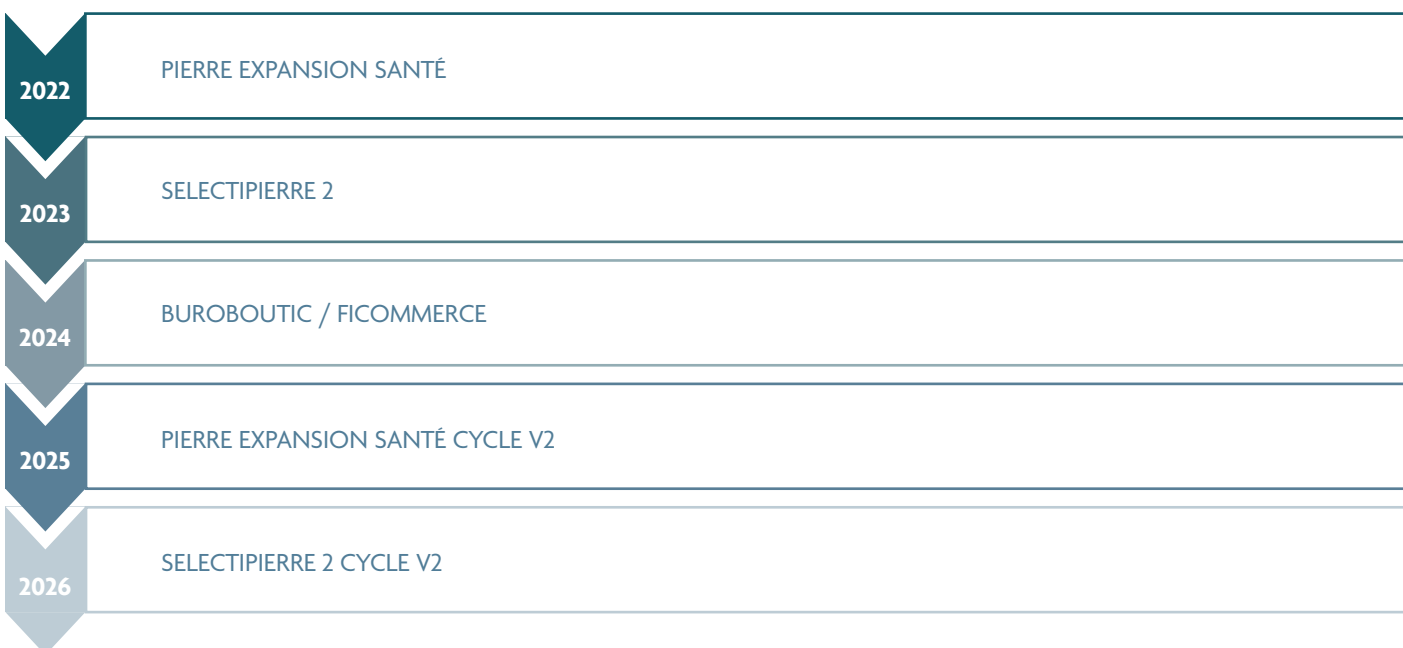 2022
PIERRE EXPANSION SANTÉ
2023
SELECTIPIERRE 2
2024
BUROBOUTIC / FICOMMERCE
2025
PIERRE EXPANSION SANTÉ CYCLE V2
2026
SELECTIPIERRE 2 CYCLE V2